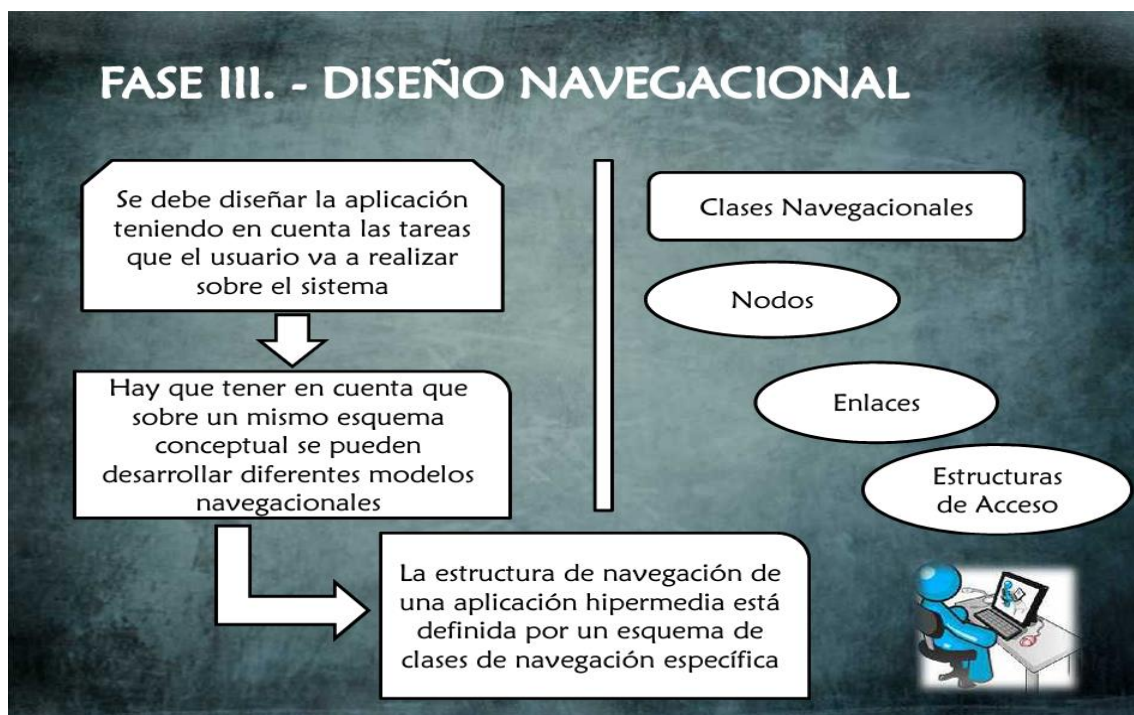 FASE III. - DISEÑO NAVEGACIONAL
Se debe diseñar la aplicación
teniendo en cuenta las tareas
que el usuario va a realizar
sobre el sistema
Hay que tener en cuenta que
sobre un mismo esquema
conceptual se pueden
desarrollar diferentes modelos
navegacionales
La estructura de navegación de
una aplicación hipermedia está
definida por un esquema de
clases de navegación específica
Clases Navegacionales
Nodos
Enlaces
Estructuras
de Acceso